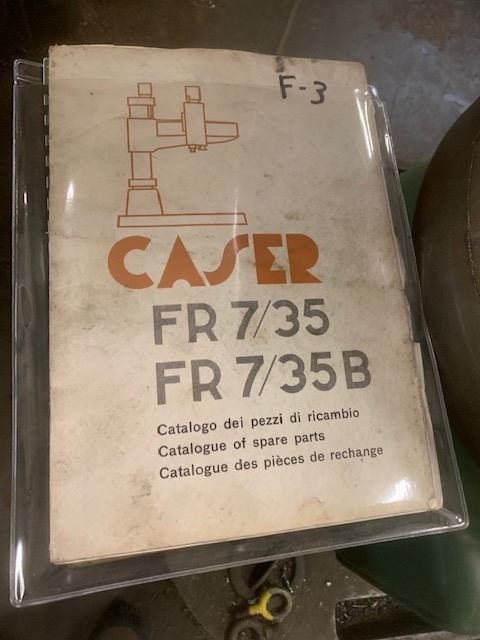 F-3
CASER
FR 7/35
FR 7/35 B
Catalogo dei pezzi di ricambio
Catalogue of spare parts
Catalogue des pièces de rechange